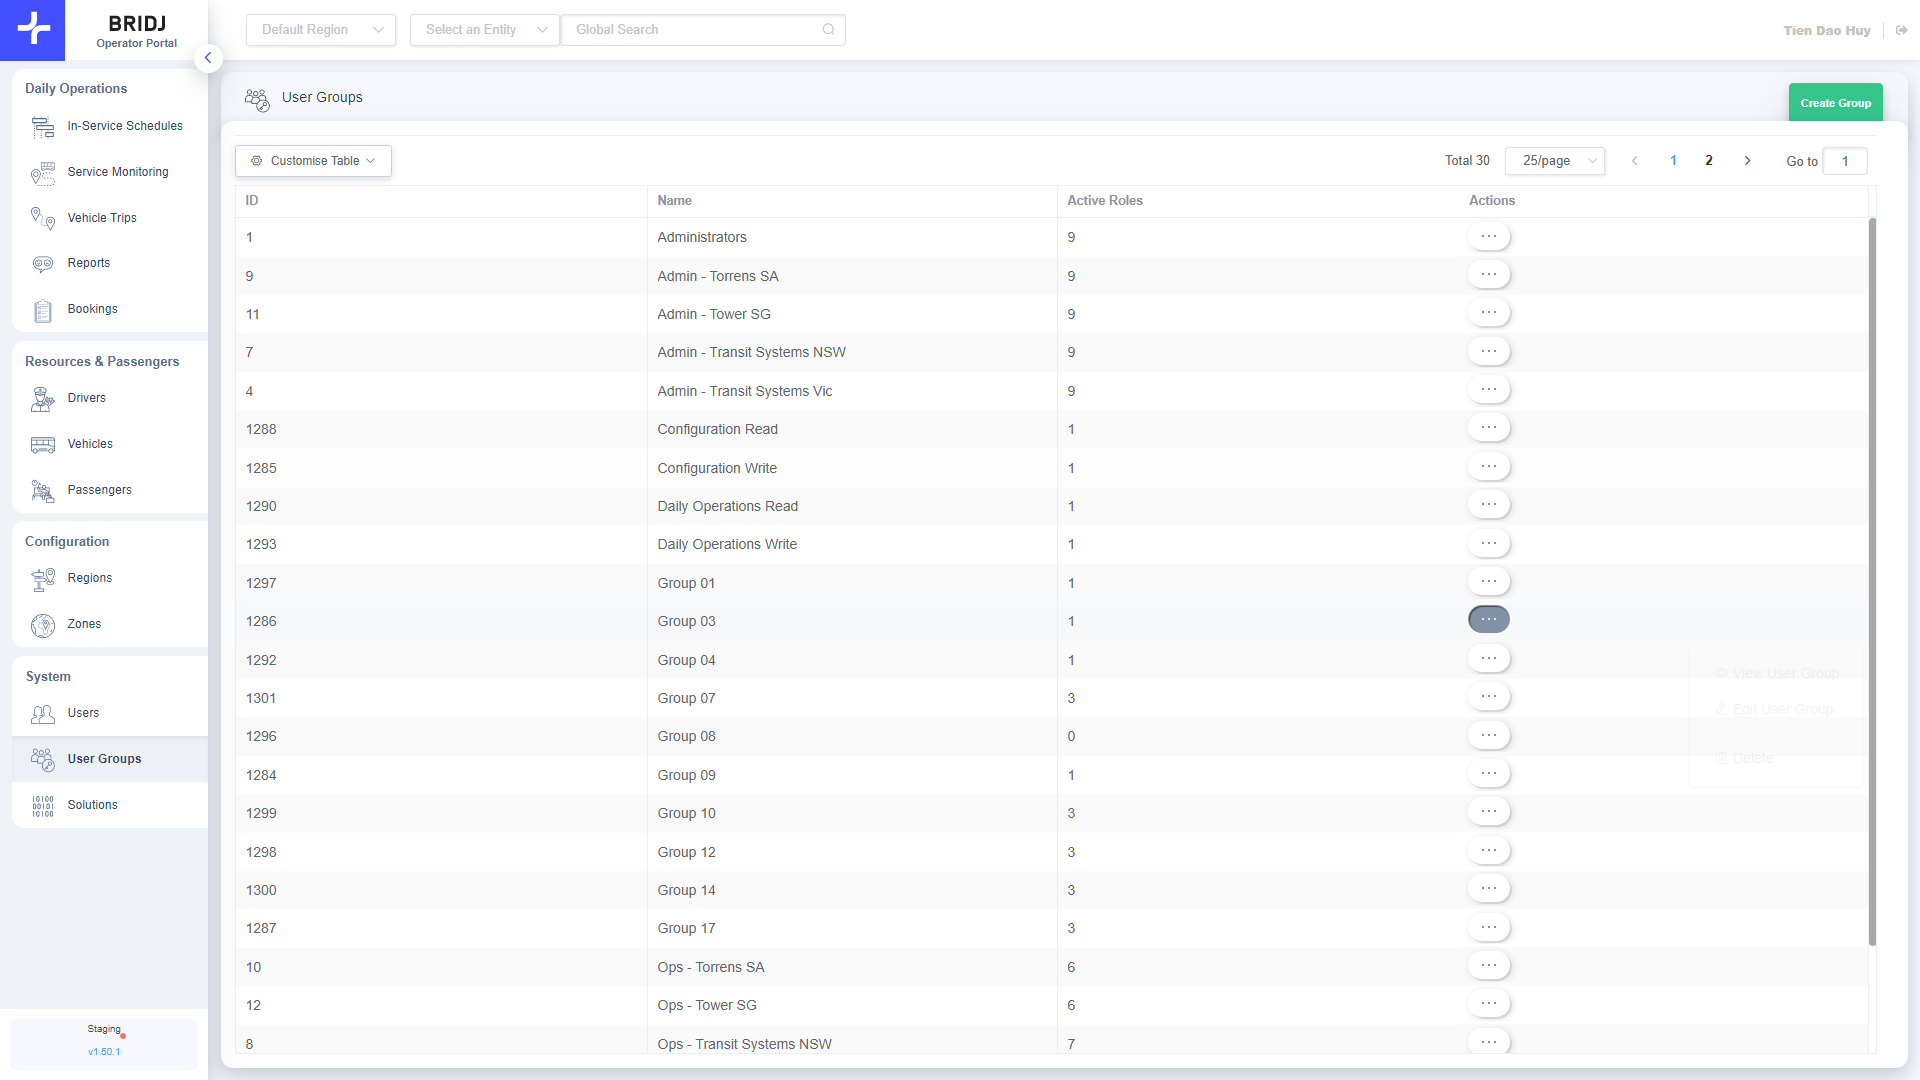 BRIDJ
Operator Portal
Default Region
Select an Entity
Global Search
Tien Dao Huy
Daily Operations
In-Service Schedules
Service Monitoring
Vehicle Trips
Reports
Bookings
Resources & Passengers
Drivers
Vehicles
Passengers
Configuration
Regions
Zones
System
Users
User Groups
Solutions
Staging
v1.50.1
User Groups
Create Group
Customise Table
Total 30 25/page 1 2 Go to 1
ID Name Active Roles Actions
1 Administrators 9
9 Admin - Torrens SA 9
11 Admin - Tower SG 9
7 Admin - Transit Systems NSW 9
4 Admin - Transit Systems Vic 9
1288 Configuration Read 1
1285 Configuration Write 1
1290 Daily Operations Read 1
1293 Daily Operations Write 1
1297 Group 01 1
1286 Group 03 1
1292 Group 04 1
1301 Group 07 3
1296 Group 08 0
1284 Group 09 1
1299 Group 10 3
1298 Group 12 3
1300 Group 14 3
1287 Group 17 3
10 Ops - Torrens SA 6
12 Ops - Tower SG 6
8 Ops - Transit Systems NSW 7
View User Group
Edit User Group
Delete